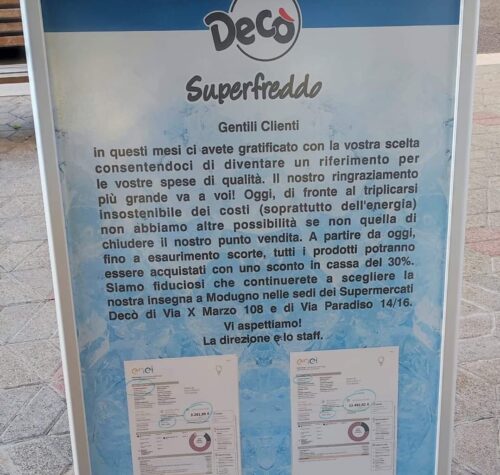 Decò
Superfreddo
Gentili Clienti
in questi mesi ci avete gratificato con la vostra scelta
consentendoci di diventare un riferimento per
le vostre spese di qualità. Il nostro ringraziamento
più grande va a voi! Oggi, di fronte al triplicarsi
insostenibile dei costi (soprattutto dell'energia)
non abbiamo altre possibilità se non quella di
chiudere il nostro punto vendita. A partire da oggi,
fino a esaurimento scorte, tutti i prodotti potranno
essere acquistati con uno sconto in cassa del 30%.
Siamo fiduciosi che continuerete a scegliere la
nostra insegna a Modugno nelle sedi dei Supermercati
Decò di Via X Marzo 108 e di Via Paradiso 14/16.
Vi aspettiamo!
La direzione e lo staff.
enel
enel